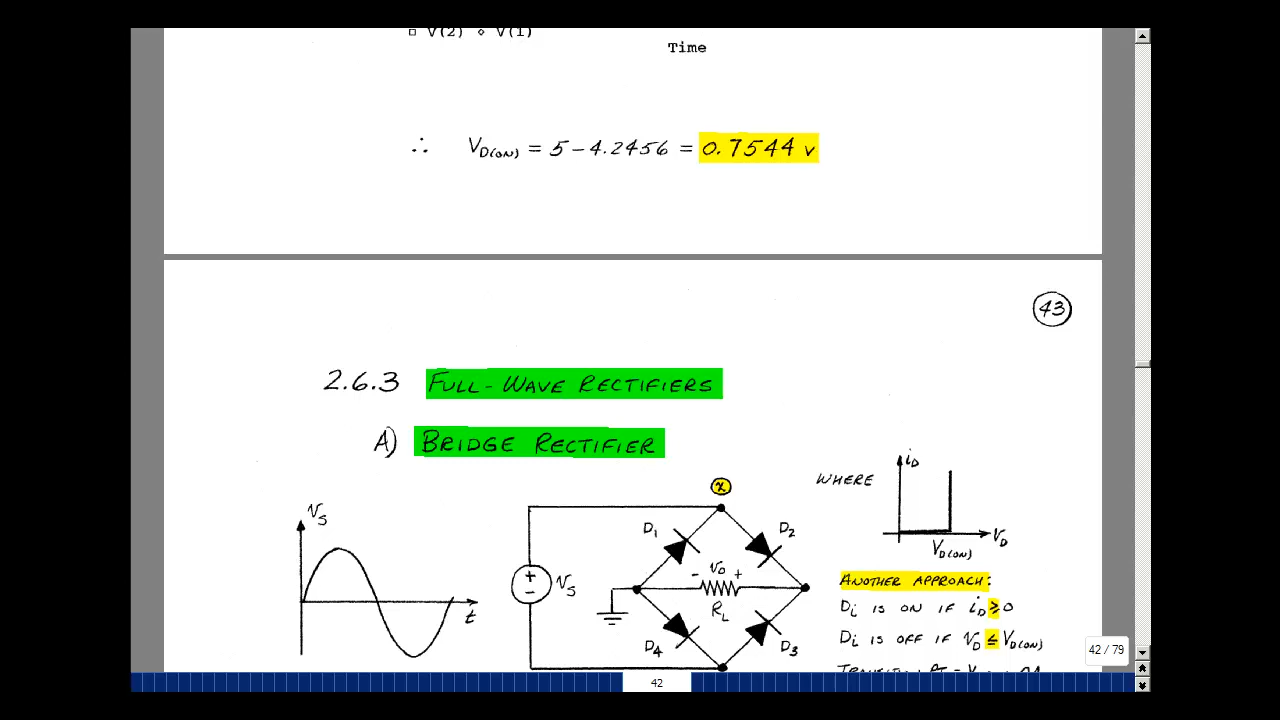 □ V(2) ⋄ V(1)
Time
∴ VD(ON) = 5 - 4.2456 = 0.7544 V
43
2.6.3 FULL-WAVE RECTIFIERS
A) BRIDGE RECTIFIER
x
WHERE
iD
VD
VD(ON)
VS
t
+
-
VS
D1
D2
- VO +
RL
D4
D3
ANOTHER APPROACH:
Di IS ON IF iD ≥ 0
Di IS OFF IF VD ≤ VD(ON)
42 / 79
42